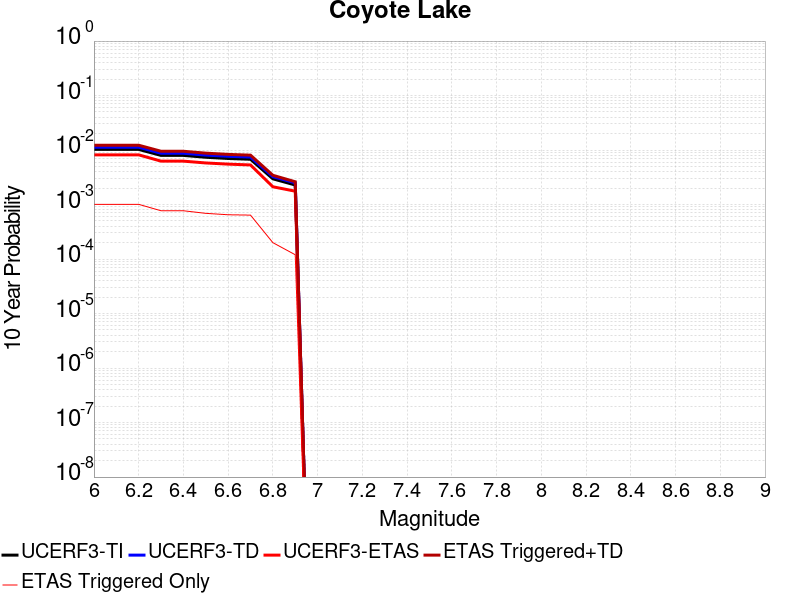 Coyote Lake
10^0
10^-1
10^-2
10^-3
10^-4
10^-5
10^-6
10^-7
10^-8
10 Year Probability
6 6.2 6.4 6.6 6.8 7 7.2 7.4 7.6 7.8 8 8.2 8.4 8.6 8.8 9
Magnitude
UCERF3-TI UCERF3-TD UCERF3-ETAS ETAS Triggered+TD
ETAS Triggered Only